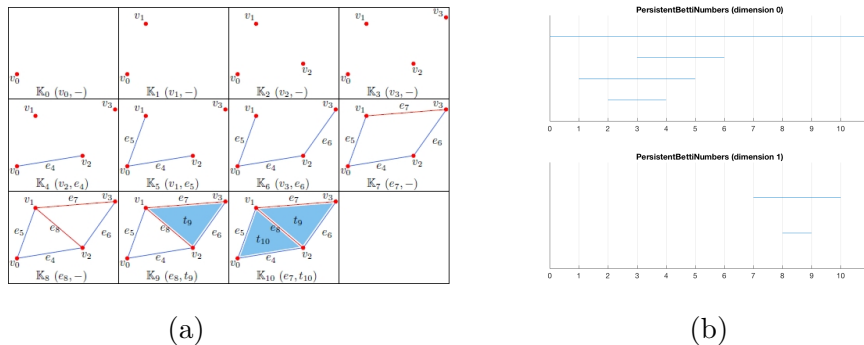 v₀
𝕂₀ (v₀, −)
v₁
v₀
𝕂₁ (v₁, −)
v₁
v₂
v₀
𝕂₂ (v₂, −)
v₃
v₁
v₂
v₀
𝕂₃ (v₃, −)
v₁
v₃
v₂
v₀ e₄
𝕂₄ (v₂, e₄)
v₁
v₃
e₅
v₂
v₀ e₄
𝕂₅ (v₁, e₅)
v₁
v₃
e₅ e₆
v₂
v₀ e₄
𝕂₆ (v₃, e₆)
v₁ e₇ v₃
e₅ e₆
v₂
v₀ e₄
𝕂₇ (e₇, −)
v₁ e₇ v₃
e₅ e₈ e₆
v₂
v₀ e₄
𝕂₈ (e₈, −)
v₁ e₇ v₃
t₉
e₅ e₈ e₆
v₂
v₀ e₄
𝕂₉ (e₈, t₉)
v₁ e₇ v₃
t₉
e₅ e₈ e₆
t₁₀
v₂
v₀ e₄
𝕂₁₀ (e₇, t₁₀)
(a)
PersistentBettiNumbers (dimension 0)
0 1 2 3 4 5 6 7 8 9 10
PersistentBettiNumbers (dimension 1)
0 1 2 3 4 5 6 7 8 9 10
(b)